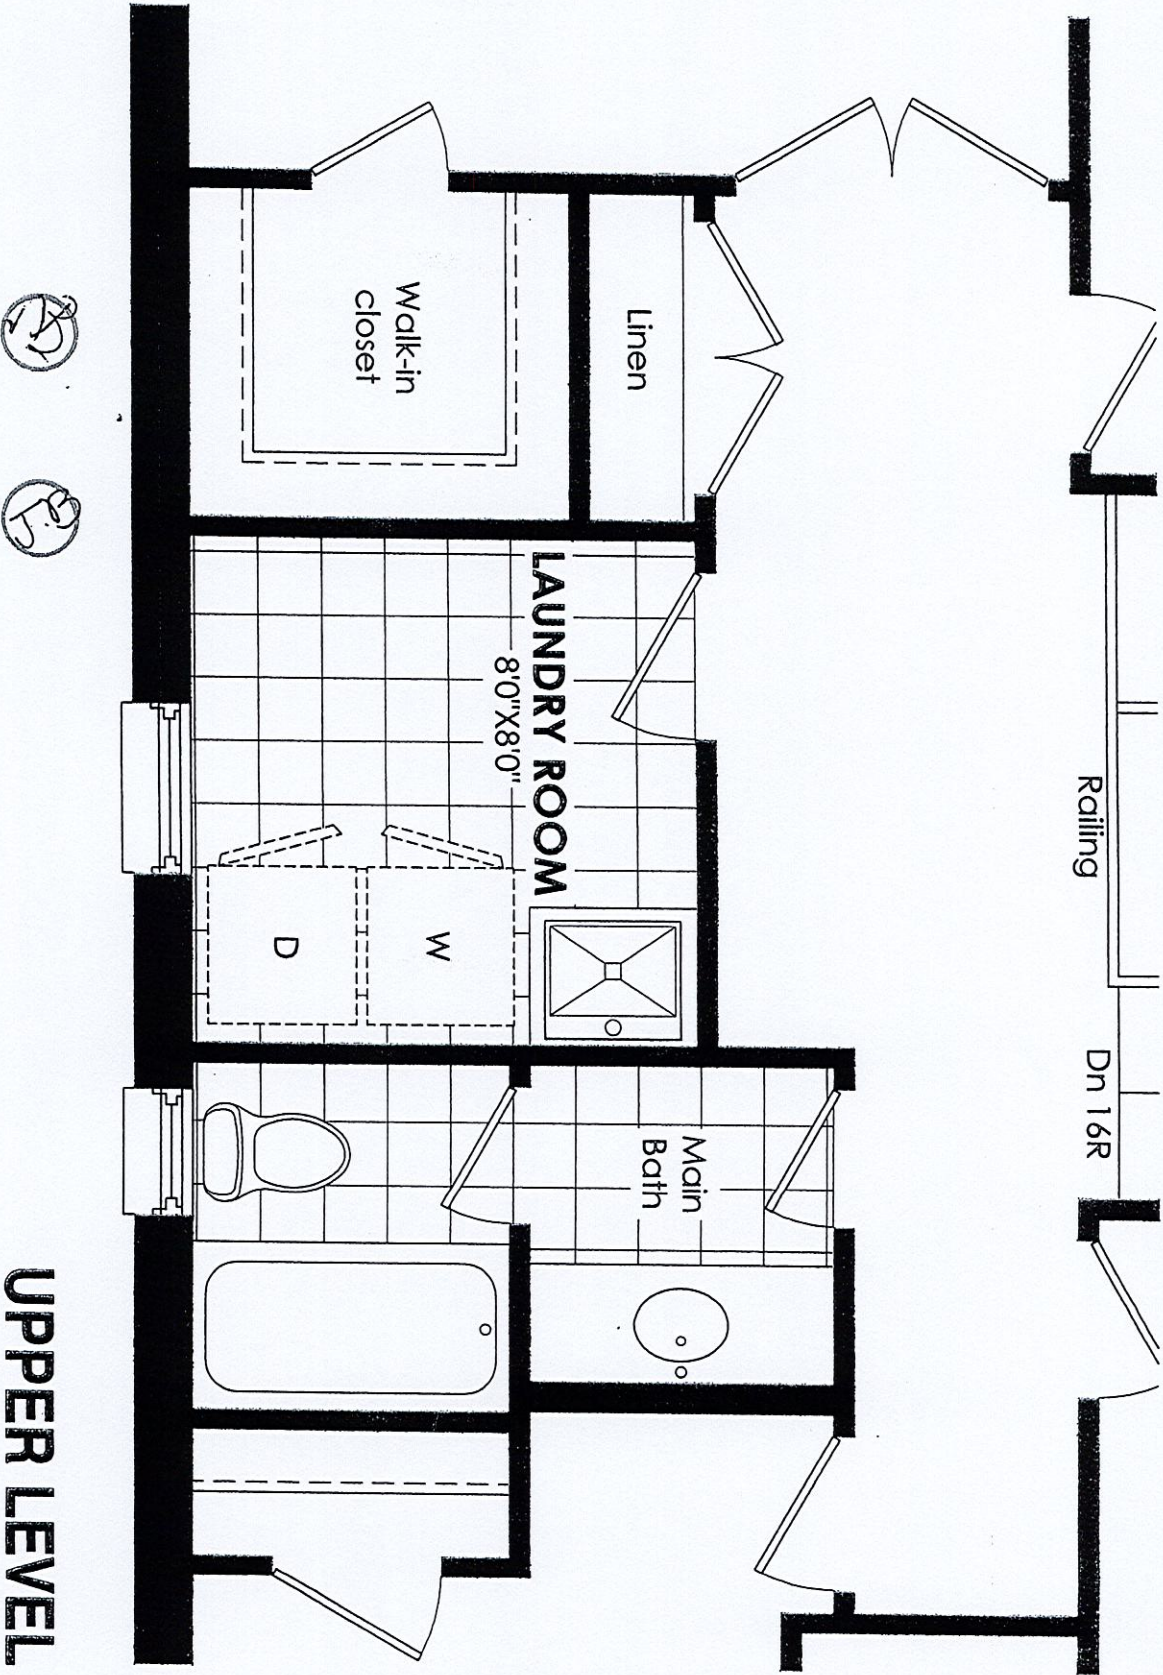 Railing
Dn 16R
Linen
Walk-in
closet
LAUNDRY ROOM
8'0"X8'0"
W
D
Main
Bath
J.B
UPPER LEVEL